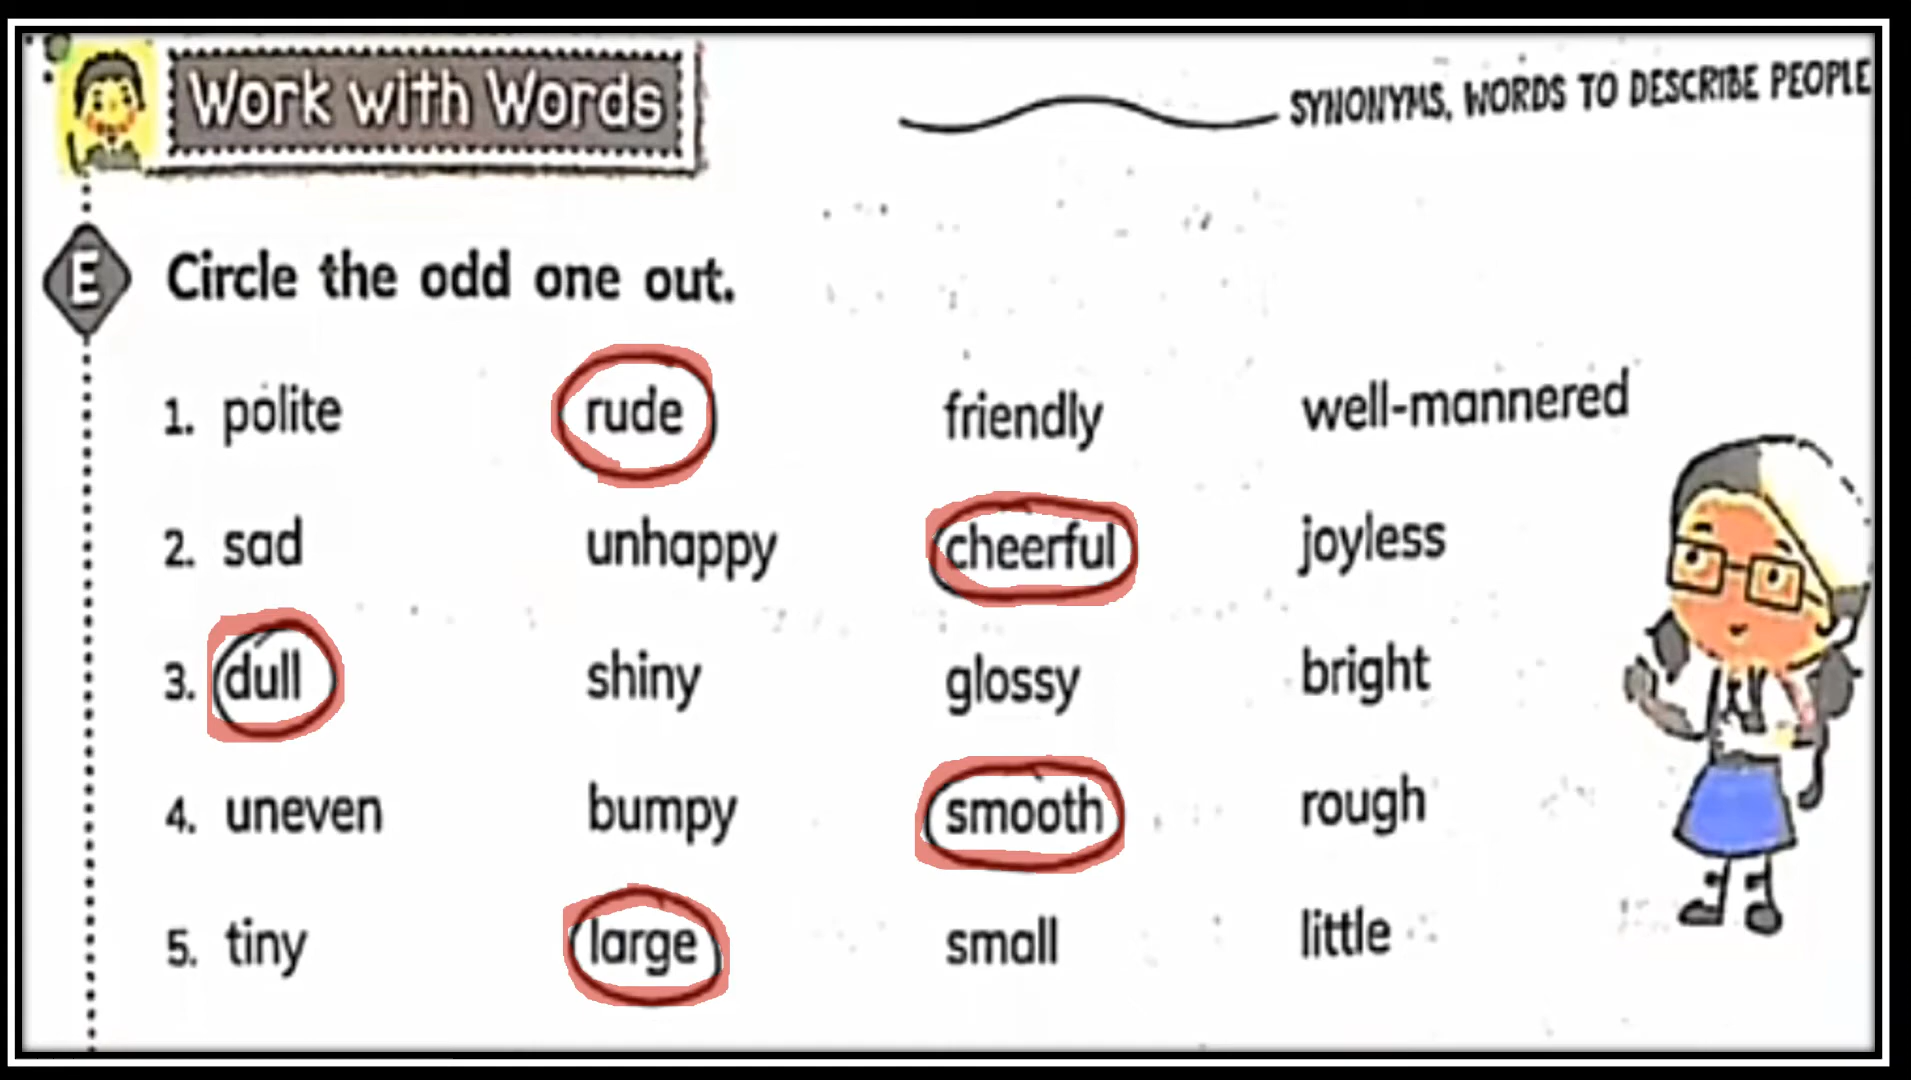 Work with Words
SYNONYMS, WORDS TO DESCRIBE PEOPLE
E Circle the odd one out.
1. polite rude friendly well-mannered
2. sad unhappy cheerful joyless
3. dull shiny glossy bright
4. uneven bumpy smooth rough
5. tiny large small little